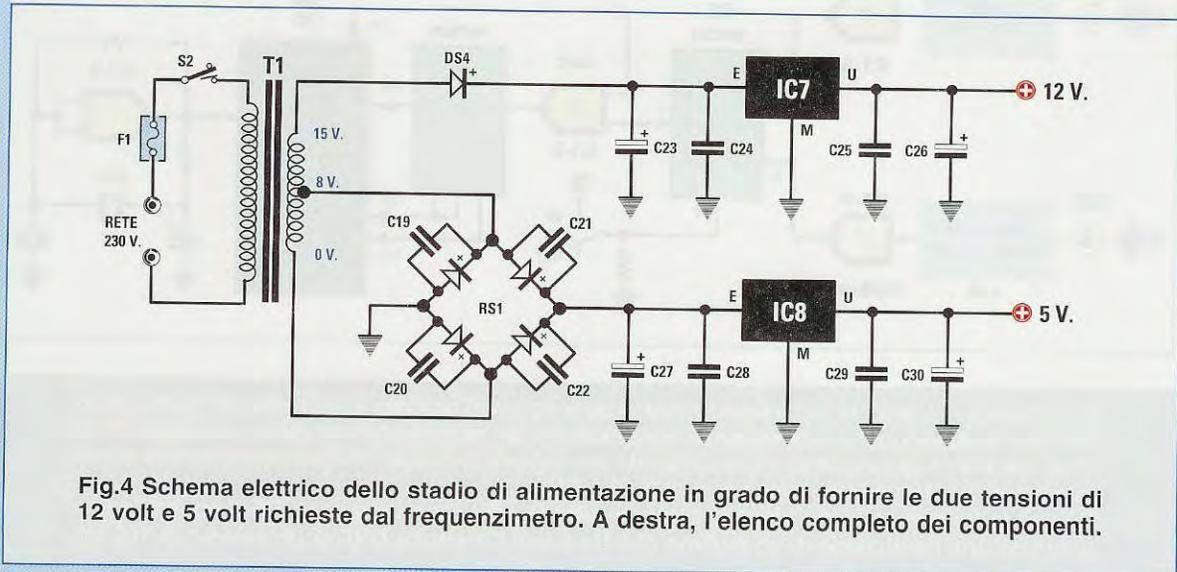 S2
T1
F1
RETE
230 V.
15 V.
8 V.
0 V.
DS4
+
E
IC7
U
M
+
C23
C24
C25
C26
+
12 V.
C19
C21
RS1
C20
C22
E
IC8
U
M
+
C27
C28
C29
C30
+
5 V.
Fig.4 Schema elettrico dello stadio di alimentazione in grado di fornire le due tensioni di
12 volt e 5 volt richieste dal frequenzimetro. A destra, l'elenco completo dei componenti.